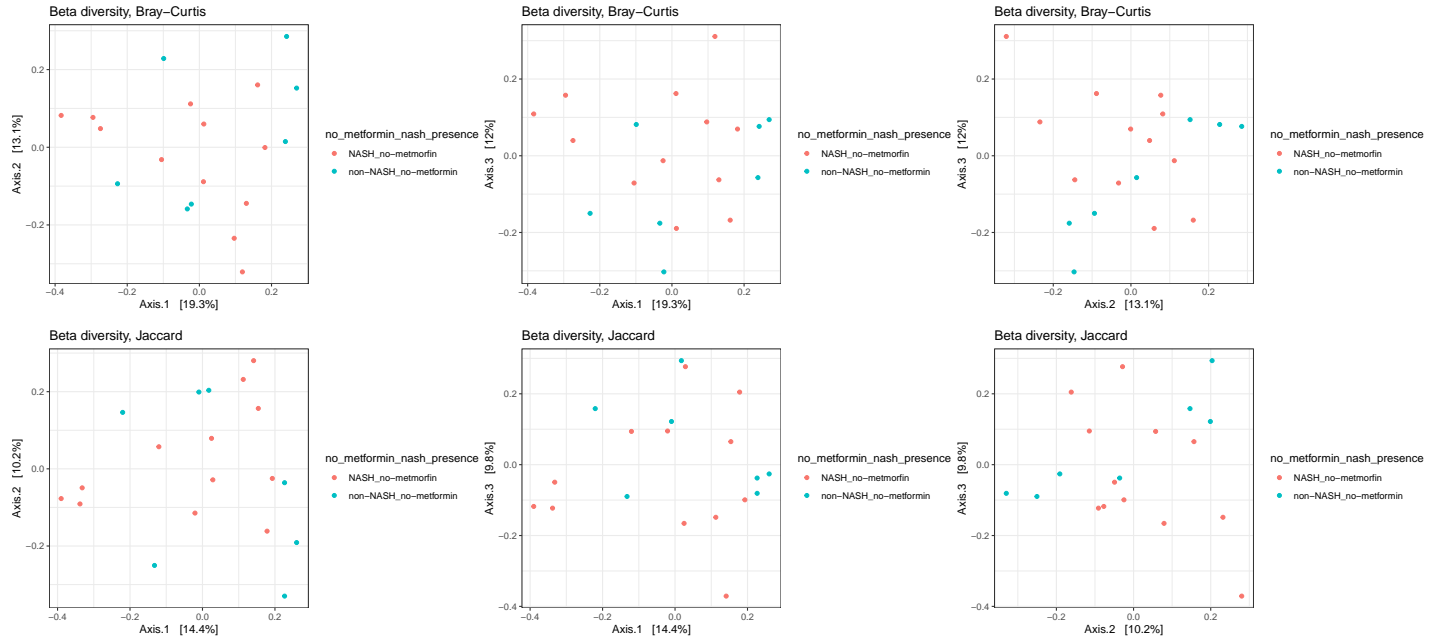 Beta diversity, Bray−Curtis
Axis.2 [13.1%]
0.2
0.0
−0.2
−0.4
−0.2
0.0
0.2
Axis.1 [19.3%]
no_metformin_nash_presence
NASH_no−metmorfin
non−NASH_no−metformin
Beta diversity, Bray−Curtis
Axis.3 [12%]
0.2
0.0
−0.2
−0.4
−0.2
0.0
0.2
Axis.1 [19.3%]
no_metformin_nash_presence
NASH_no−metmorfin
non−NASH_no−metformin
Beta diversity, Bray−Curtis
Axis.3 [12%]
0.2
0.0
−0.2
−0.2
0.0
0.2
Axis.2 [13.1%]
no_metformin_nash_presence
NASH_no−metmorfin
non−NASH_no−metformin
Beta diversity, Jaccard
Axis.2 [10.2%]
0.2
0.0
−0.2
−0.4
−0.2
0.0
0.2
Axis.1 [14.4%]
no_metformin_nash_presence
NASH_no−metmorfin
non−NASH_no−metformin
Beta diversity, Jaccard
Axis.3 [9.8%]
0.2
0.0
−0.2
−0.4
−0.4
−0.2
0.0
0.2
Axis.1 [14.4%]
no_metformin_nash_presence
NASH_no−metmorfin
non−NASH_no−metformin
Beta diversity, Jaccard
Axis.3 [9.8%]
0.2
0.0
−0.2
−0.4
−0.2
0.0
0.2
Axis.2 [10.2%]
no_metformin_nash_presence
NASH_no−metmorfin
non−NASH_no−metformin